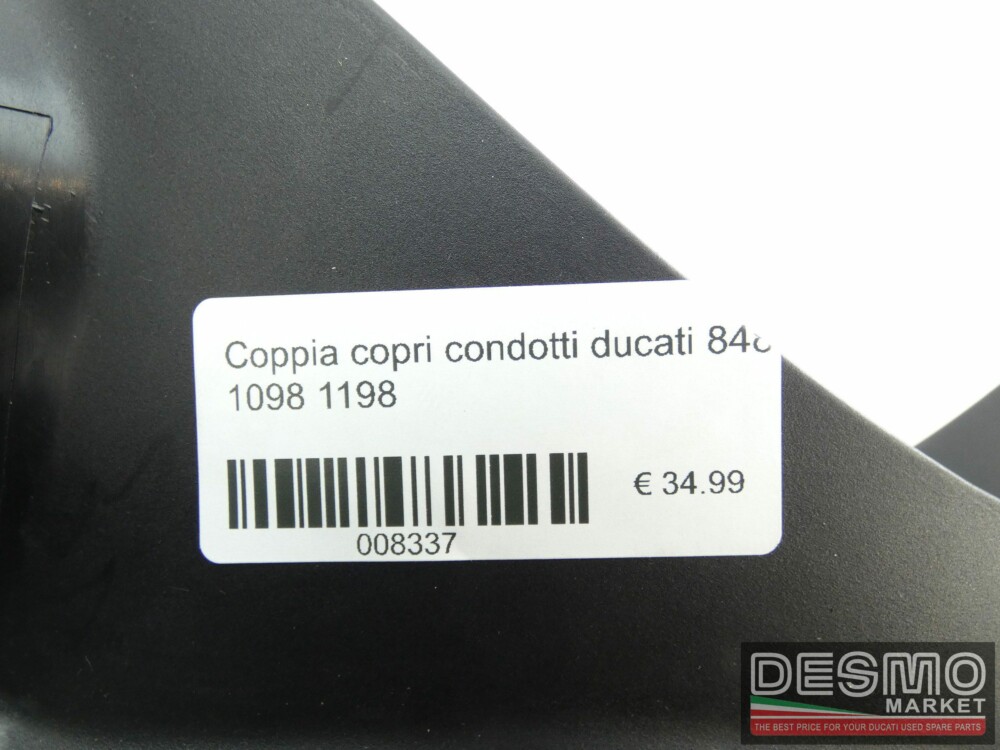 Coppia copri condotti ducati 848
1098 1198
€ 34.99
008337
DESMO
MARKET
THE BEST PRICE FOR YOUR DUCATI USED SPARE PARTS